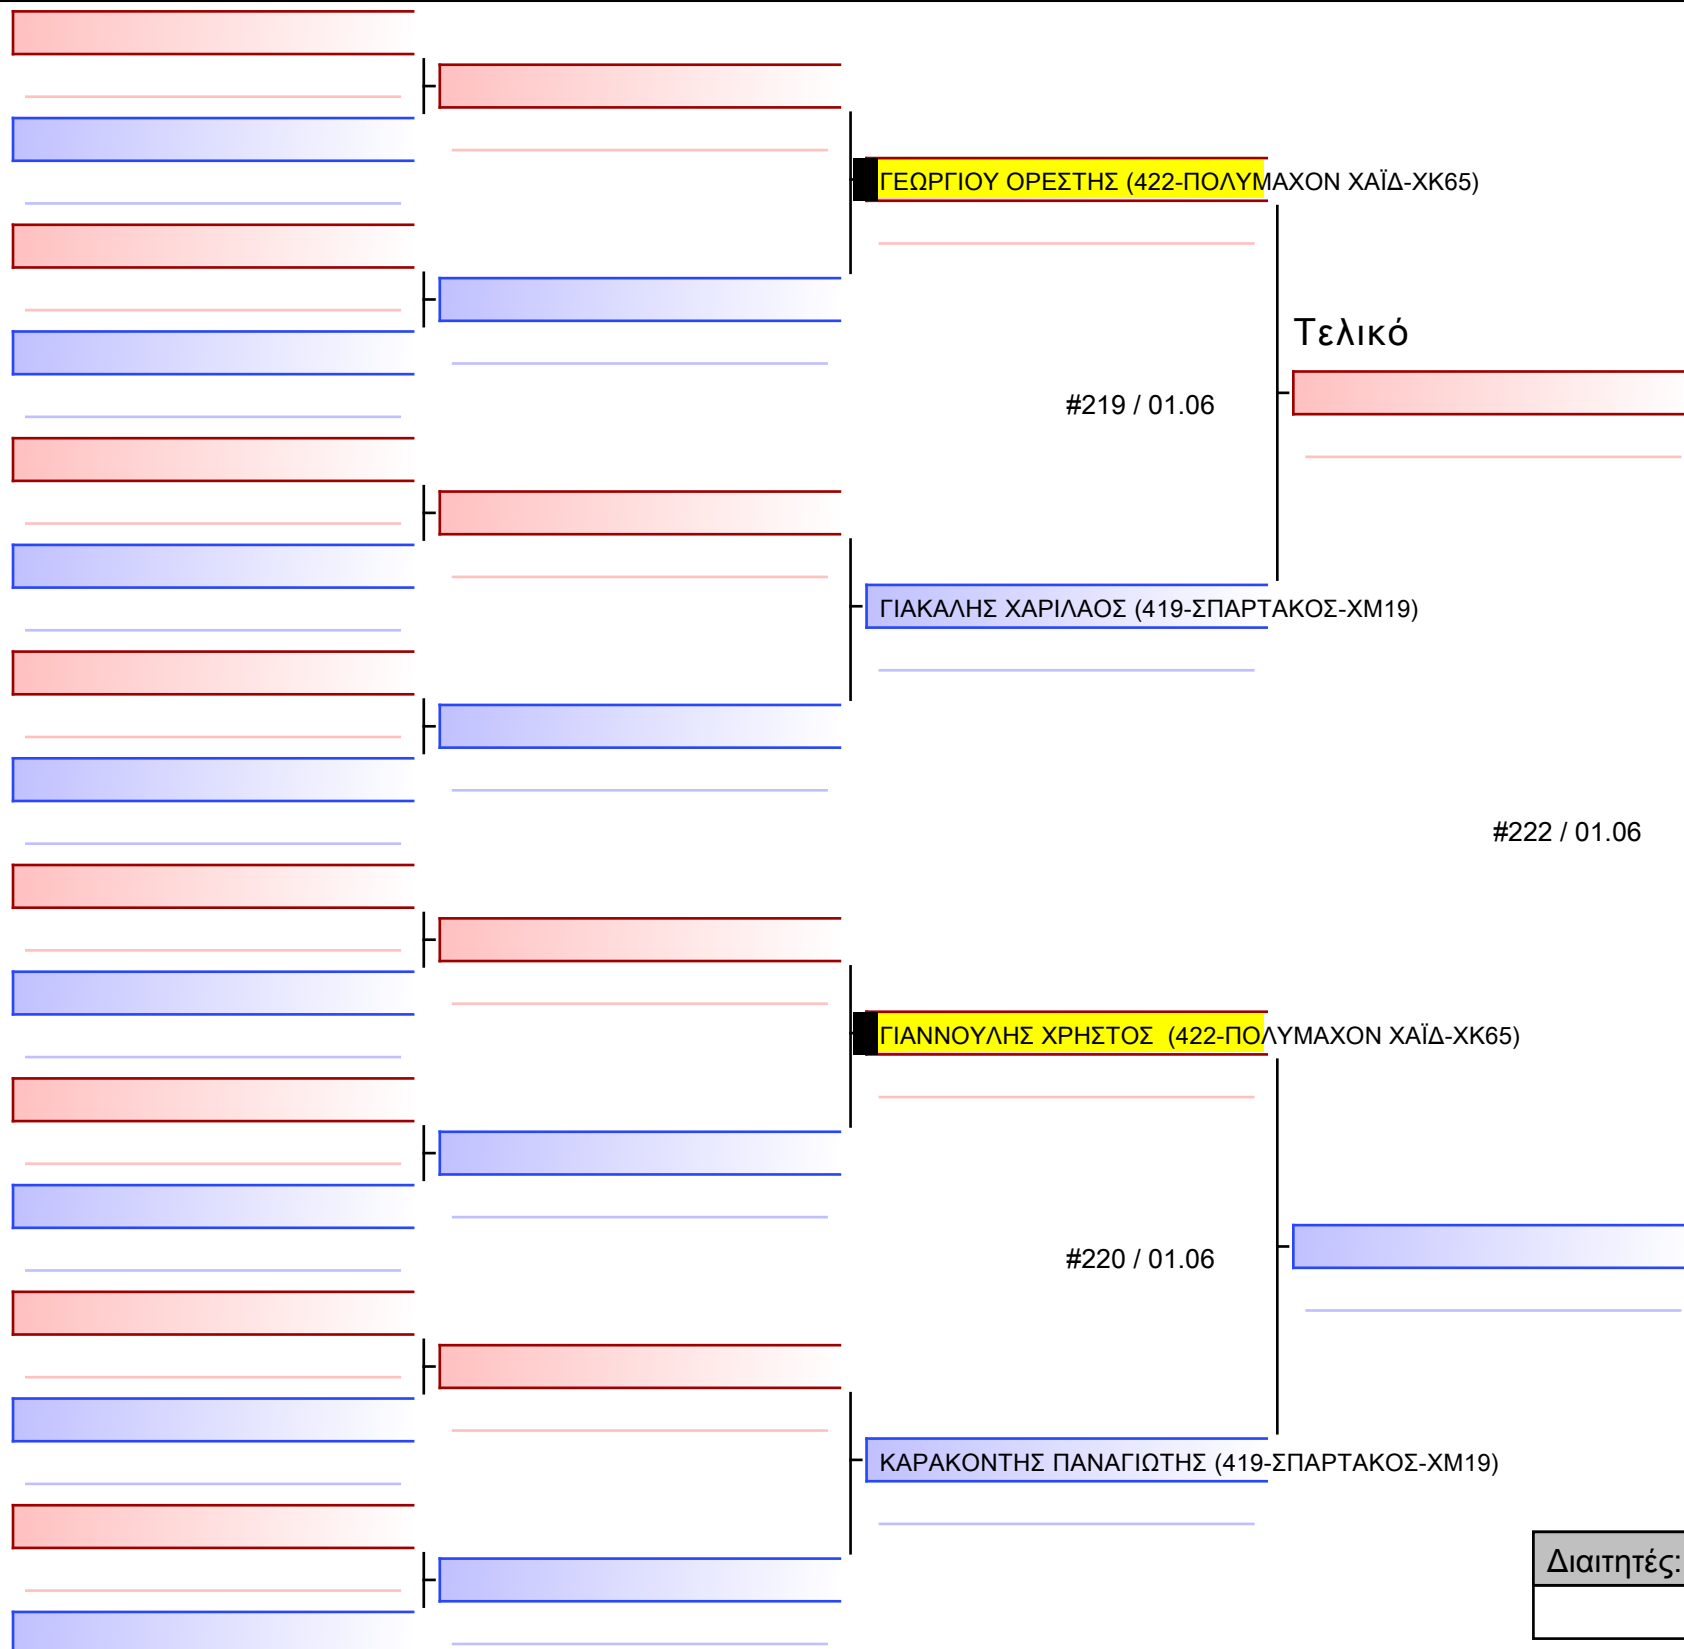 ΓΕΩΡΓΙΟΥ ΟΡΕΣΤΗΣ (422-ΠΟΛΥΜΑΧΟΝ ΧΑΪΔ-ΧΚ65)
Τελικό
#219 / 01.06
ΓΙΑΚΑΛΗΣ ΧΑΡΙΛΑΟΣ (419-ΣΠΑΡΤΑΚΟΣ-ΧΜ19)
#222 / 01.06
ΓΙΑΝΝΟΥΛΗΣ ΧΡΗΣΤΟΣ (422-ΠΟΛΥΜΑΧΟΝ ΧΑΪΔ-ΧΚ65)
#220 / 01.06
ΚΑΡΑΚΟΝΤΗΣ ΠΑΝΑΓΙΩΤΗΣ (419-ΣΠΑΡΤΑΚΟΣ-ΧΜ19)
Διαιτητές: